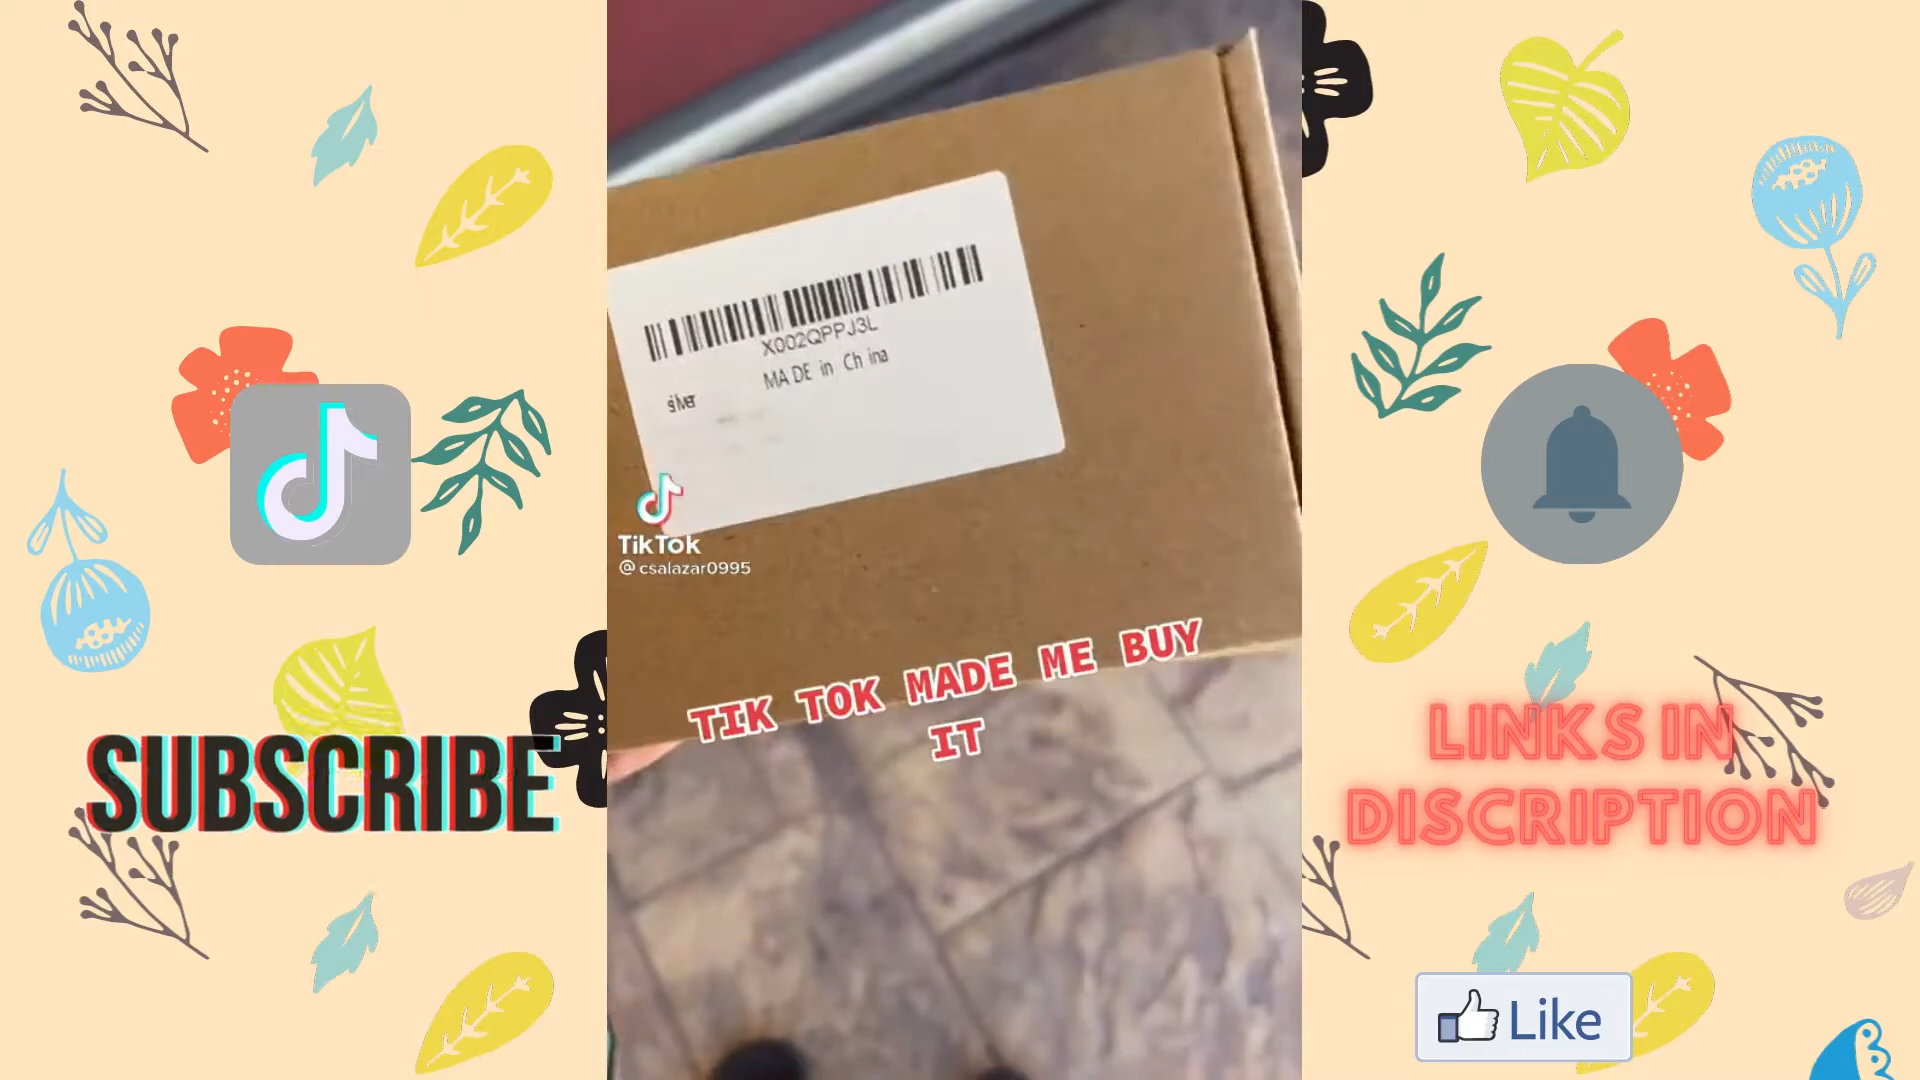 X002QPPJ3L
MADE in China
silver
TikTok
@csalazar0995
TIK TOK MADE ME BUY
IT
SUBSCRIBE
LINKS IN
DISCRIPTION
Like